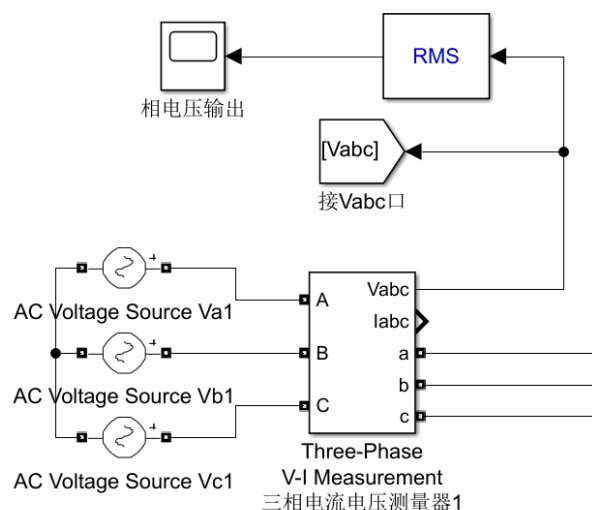 RMS
相电压输出
[Vabc]
接Vabc口
+
AC Voltage Source Va1
+
AC Voltage Source Vb1
+
AC Voltage Source Vc1
A
B
C
Vabc
Iabc
a
b
c
Three-Phase
V-I Measurement
三相电流电压测量器1